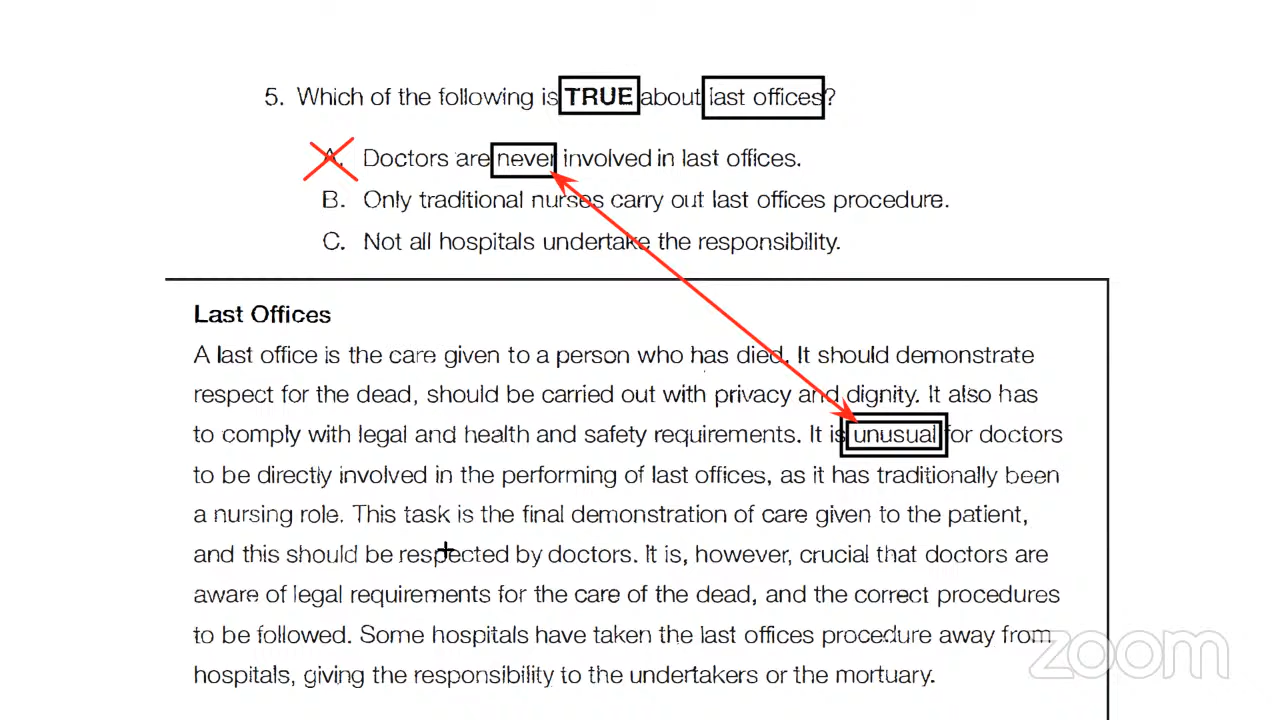 5. Which of the following is TRUE about last offices?
A. Doctors are never involved in last offices.
B. Only traditional nurses carry out last offices procedure.
C. Not all hospitals undertake the responsibility.
Last Offices
A last office is the care given to a person who has died. It should demonstrate
respect for the dead, should be carried out with privacy and dignity. It also has
to comply with legal and health and safety requirements. It is unusual for doctors
to be directly involved in the performing of last offices, as it has traditionally been
a nursing role. This task is the final demonstration of care given to the patient,
and this should be respected by doctors. It is, however, crucial that doctors are
aware of legal requirements for the care of the dead, and the correct procedures
to be followed. Some hospitals have taken the last offices procedure away from
hospitals, giving the responsibility to the undertakers or the mortuary.
zoom